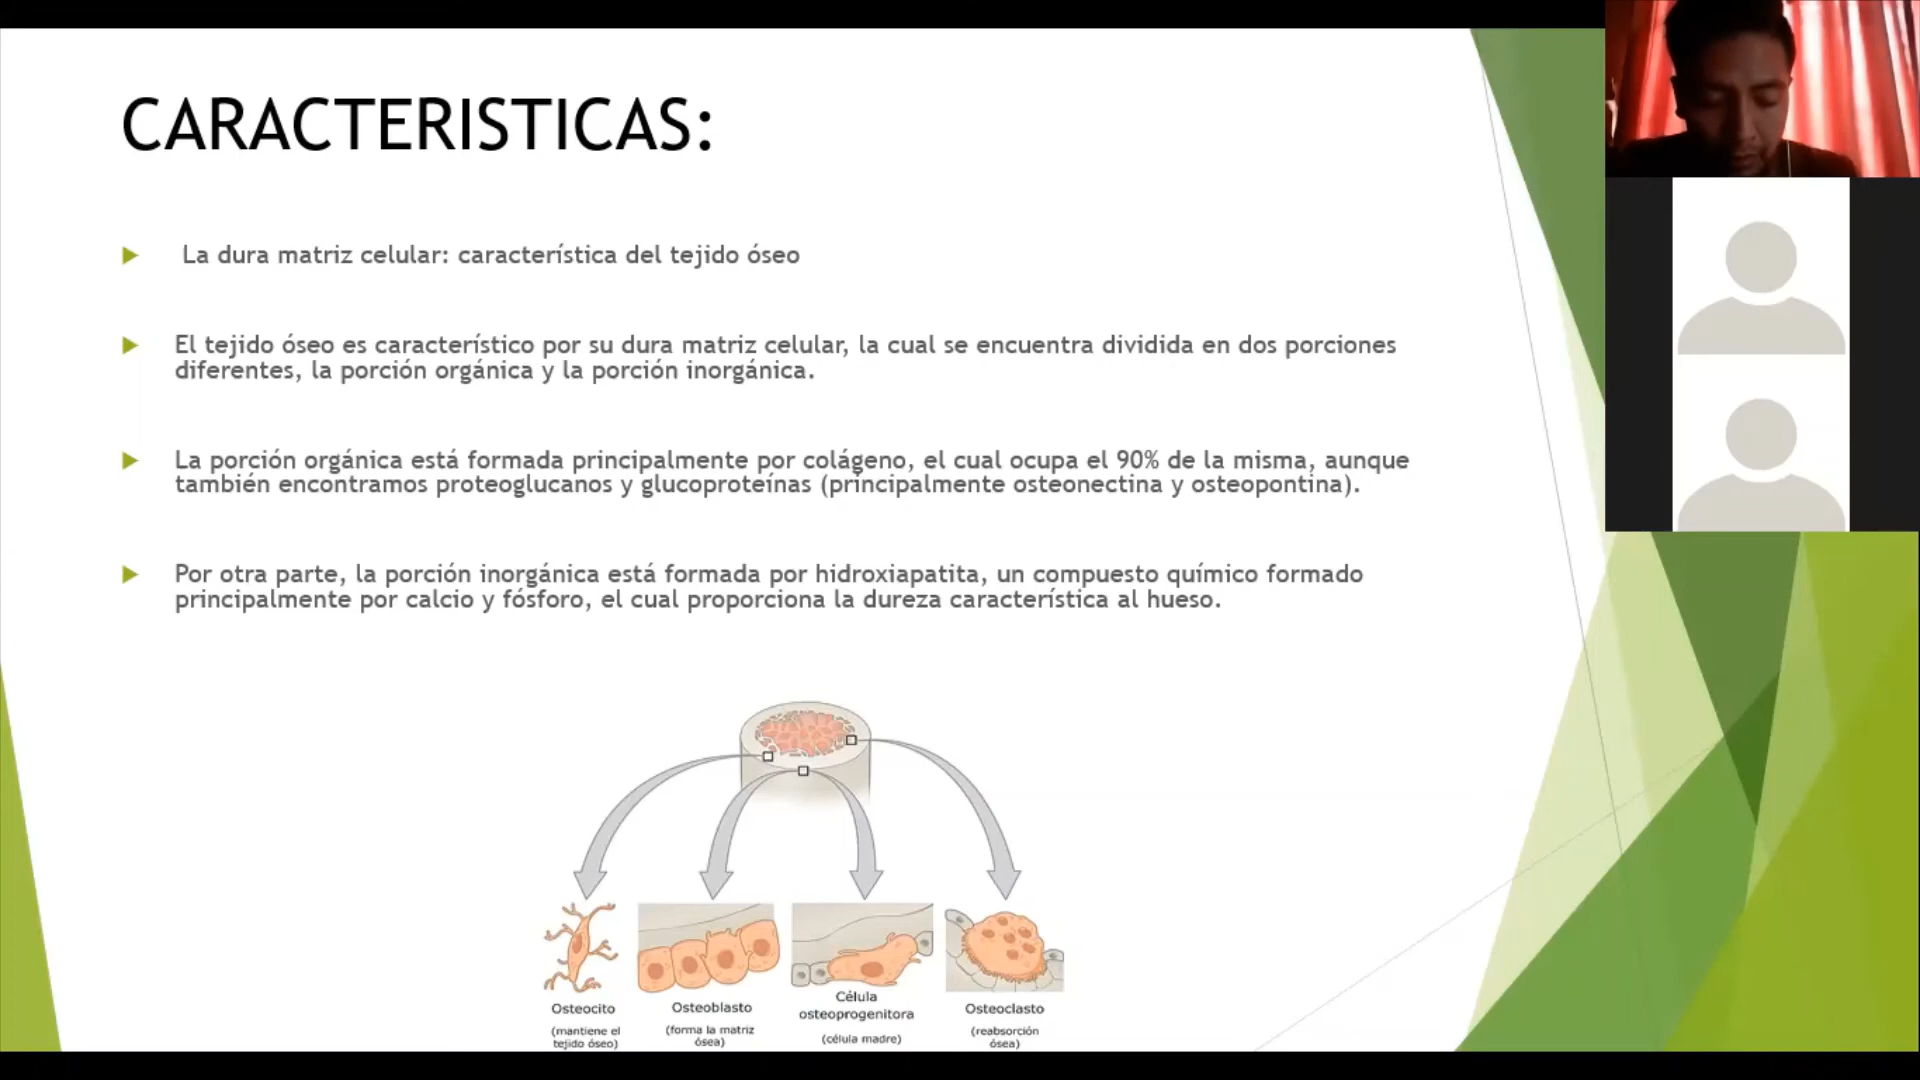 CARACTERISTICAS:
La dura matriz celular: característica del tejido óseo
El tejido óseo es característico por su dura matriz celular, la cual se encuentra dividida en dos porciones
diferentes, la porción orgánica y la porción inorgánica.
La porción orgánica está formada principalmente por colágeno, el cual ocupa el 90% de la misma, aunque
también encontramos proteoglucanos y glucoproteínas (principalmente osteonectina y osteopontina).
Por otra parte, la porción inorgánica está formada por hidroxiapatita, un compuesto químico formado
principalmente por calcio y fósforo, el cual proporciona la dureza característica al hueso.
Osteocito
(mantiene el
tejido óseo)
Osteoblasto
(forma la matriz
ósea)
Célula
osteoprogenitora
(célula madre)
Osteoclasto
(reabsorción
ósea)